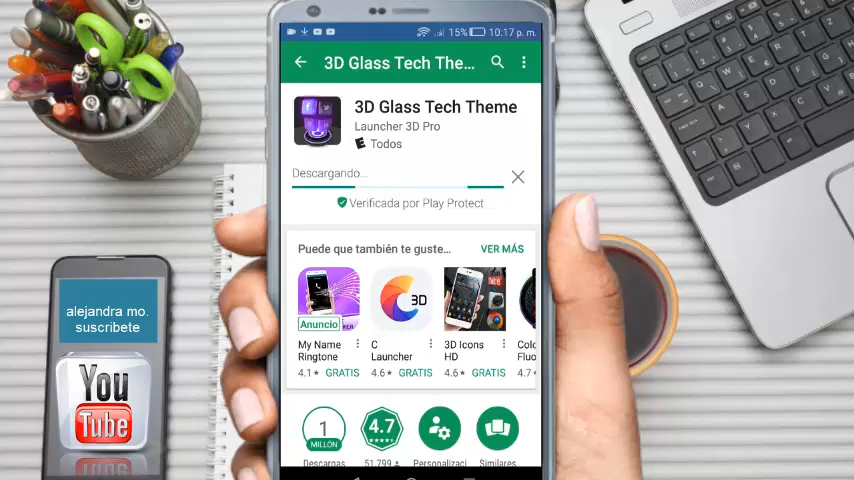 15% 10:17 p. m.
3D Glass Tech The...
3D Glass Tech Theme
Launcher 3D Pro
E Todos
Descargando...
Verificada por Play Protect
Puede que también te guste...
VER MÁS
3D
Anuncio
My Name
Ringtone
C
Launcher
3D Icons
HD
Colo
Fluo
4.1★ GRATIS
4.6★ GRATIS
4.6★ GRATIS
4.7★
1
MILLÓN
4.7
Descargas
51,799
Personalizaci
Similares
alejandra mo.
suscribete
You
Tube